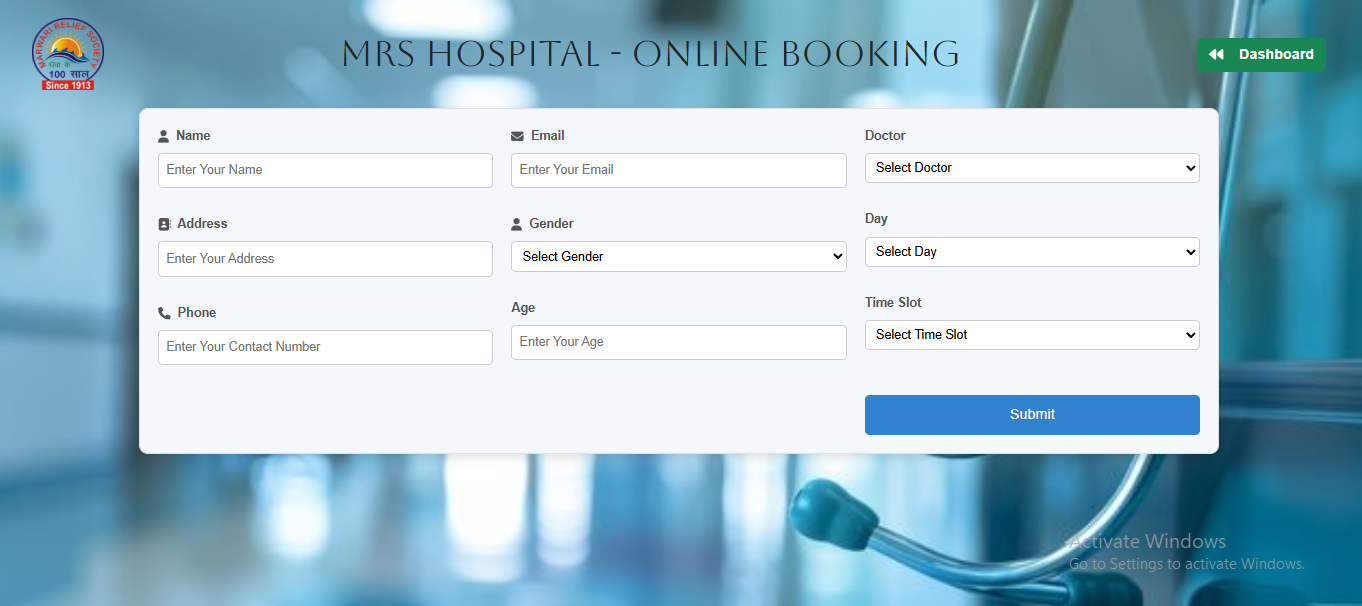 MARWARI RELIEF SOCIETY
सेवा के
100 साल
Since 1913
MRS HOSPITAL - ONLINE BOOKING
Dashboard
Name
Enter Your Name
Email
Enter Your Email
Doctor
Select Doctor
Address
Enter Your Address
Gender
Select Gender
Day
Select Day
Phone
Enter Your Contact Number
Age
Enter Your Age
Time Slot
Select Time Slot
Submit
Activate Windows
Go to Settings to activate Windows.